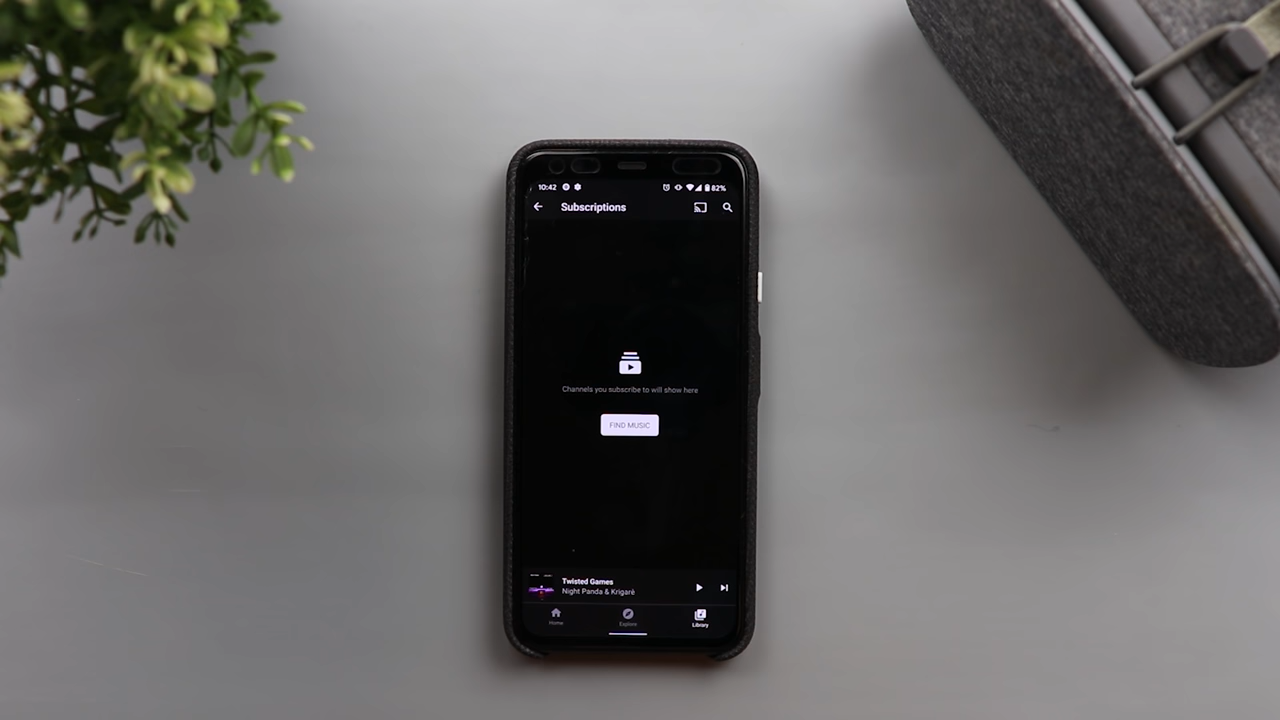 10:42 82%
Subscriptions
Channels you subscribe to will show here
FIND MUSIC
Twisted Games
Night Panda & Krigarè
Home Explore Library